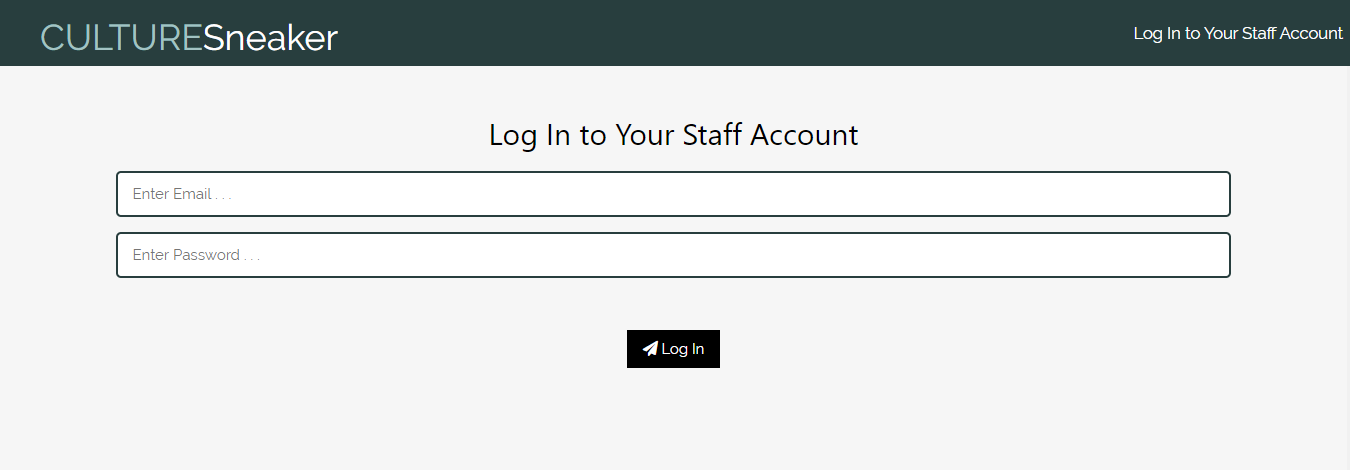 CULTURESneaker
Log In to Your Staff Account
Log In to Your Staff Account
Enter Email . . .
Enter Password . . .
Log In